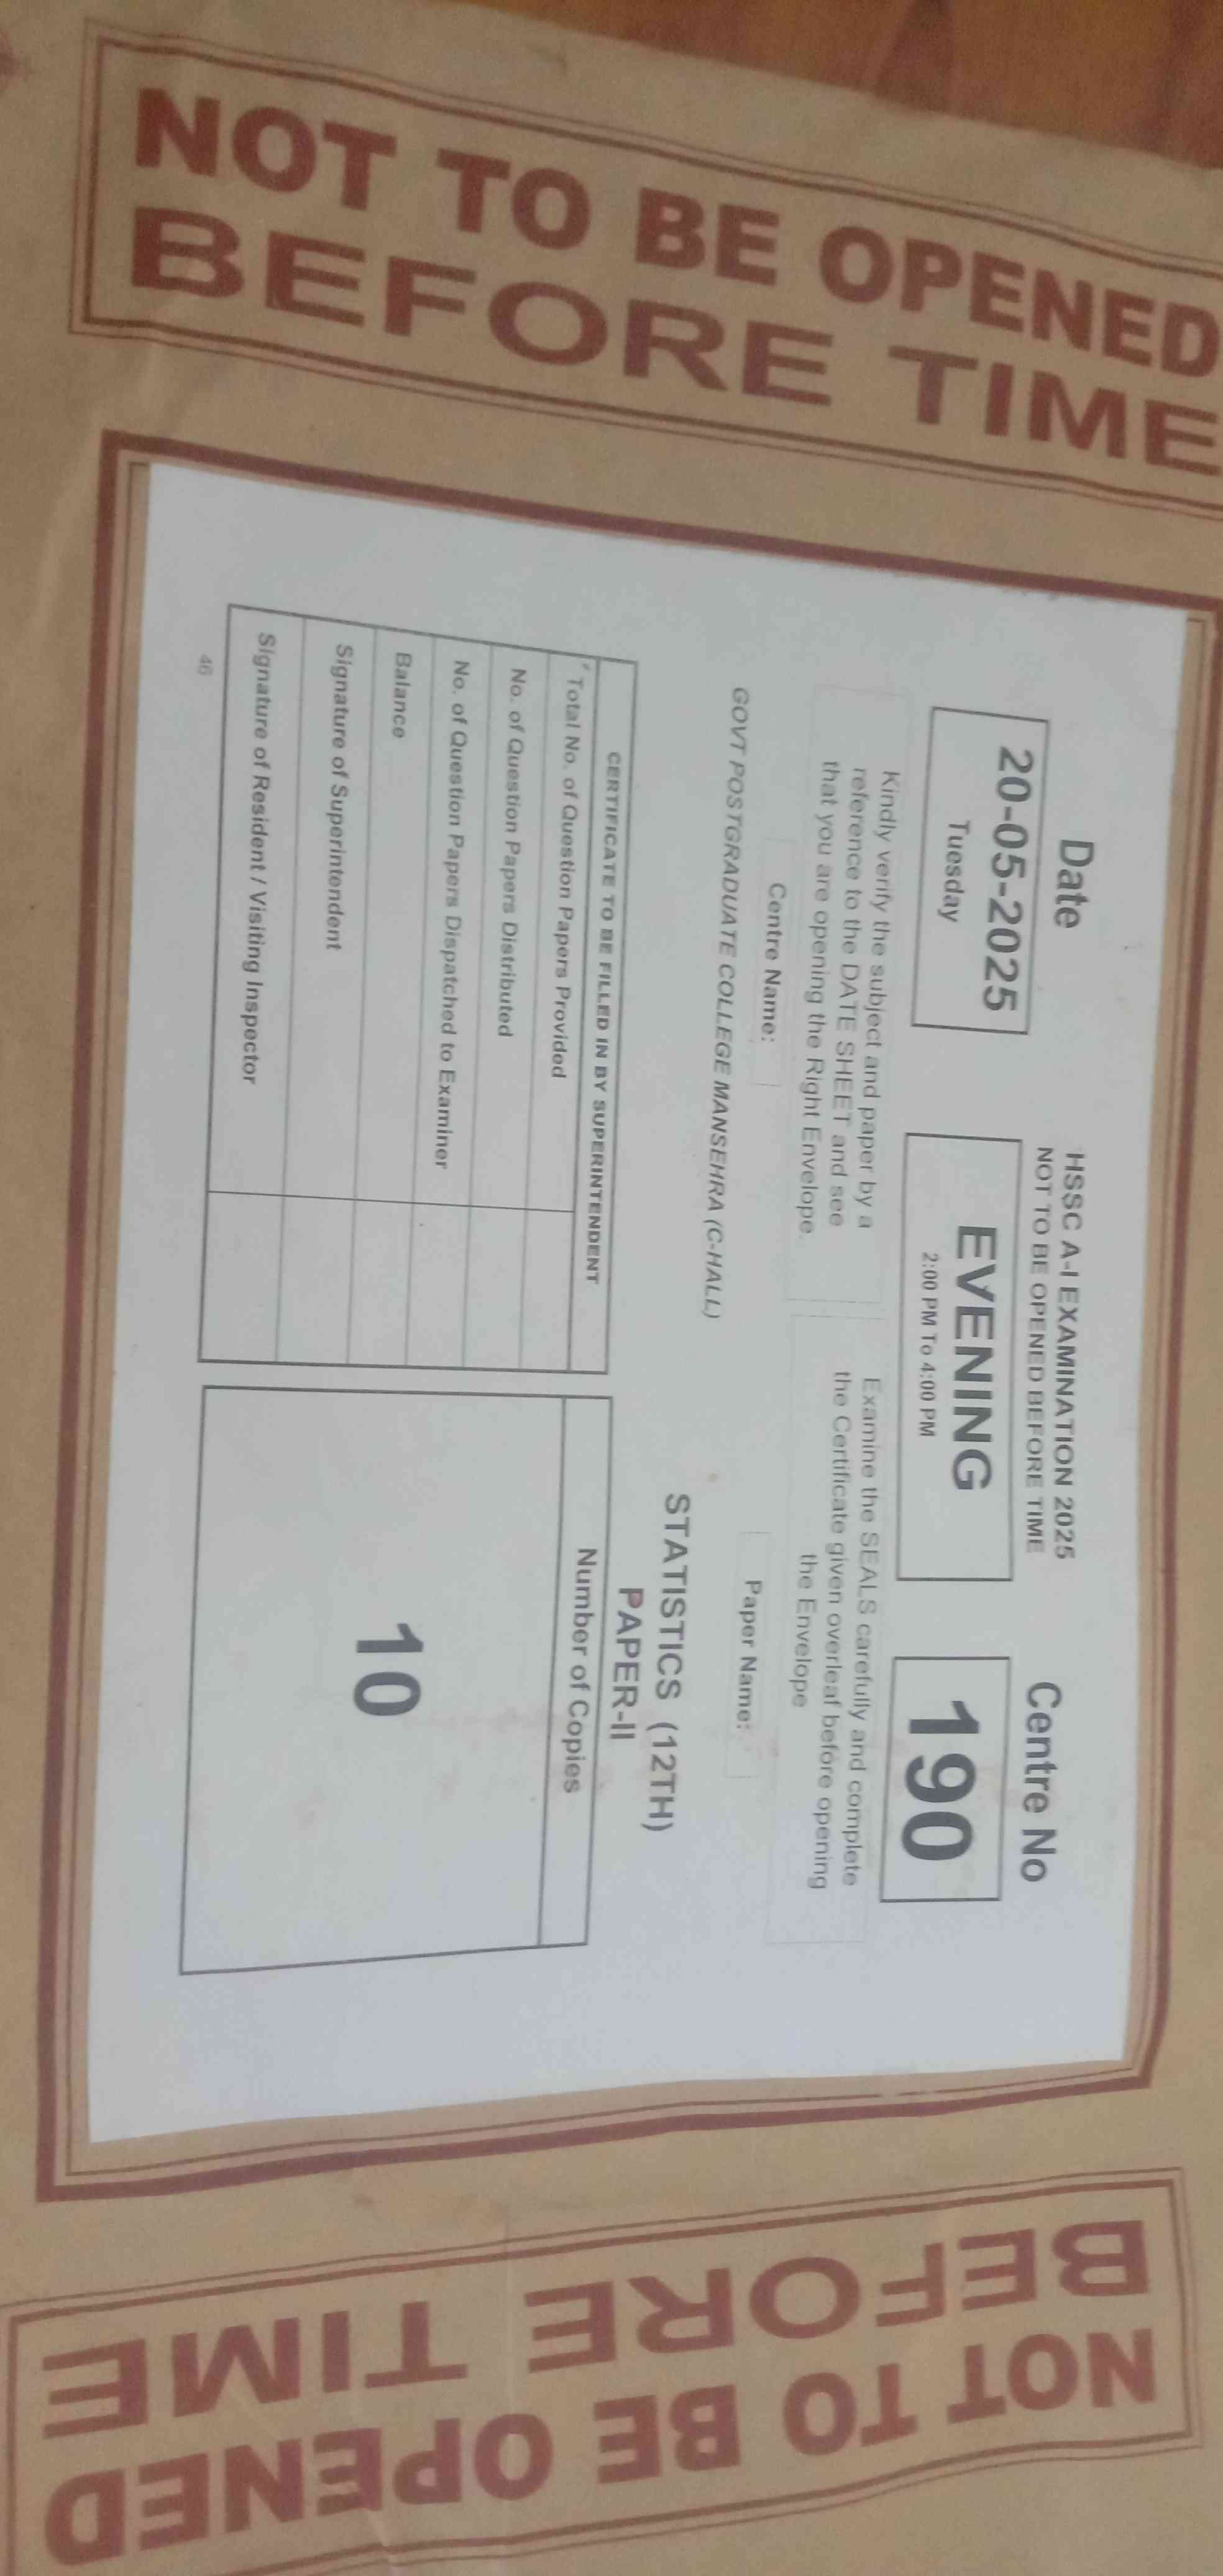 NOT TO BE OPENED
BEFORE TIME
HSSC A-I EXAMINATION 2025
NOT TO BE OPENED BEFORE TIME
Date
20-05-2025
Tuesday
EVENING
2:00 PM To 4:00 PM
Centre No
190
Kindly verify the subject and paper by a
reference to the DATE SHEET and see
that you are opening the Right Envelope.
Examine the SEALS carefully and complete
the Certificate given overleaf before opening
the Envelope
Centre Name:
GOVT POSTGRADUATE COLLEGE MANSEHRA (C-HALL)
Paper Name:
STATISTICS (12TH)
PAPER-II
CERTIFICATE TO BE FILLED IN BY SUPERINTENDENT
Total No. of Question Papers Provided
No. of Question Papers Distributed
No. of Question Papers Dispatched to Examiner
Balance
Signature of Superintendent
Signature of Resident / Visiting Inspector
Number of Copies
10
46
NOT TO BE OPENED
BEFORE TIME